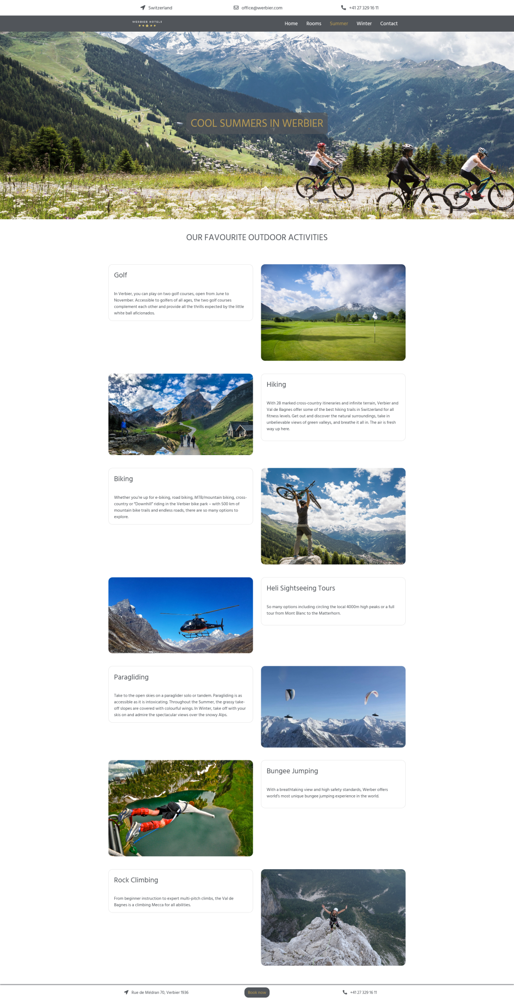 Switzerland
office@werbier.com
+41 27 329 16 11
WERBIER HOTELS
Home
Rooms
Summer
Winter
Contact
COOL SUMMERS IN WERBIER
OUR FAVOURITE OUTDOOR ACTIVITIES
Golf
In Verbier, you can play on two golf courses, open from June to
November. Accessible to golfers of all ages, the two golf courses
complement each other and provide all the thrills expected by the little
white ball aficionados.
Hiking
With 28 marked cross-country itineraries and infinite terrain, Verbier and
Val de Bagnes offer some of the best hiking trails in Switzerland for all
fitness levels. Get out and discover the natural surroundings, take in
unbelievable views of green valleys, and breathe it all in. The air is fresh
way up here.
Biking
Whether you're up for e-biking, road biking, MTB/mountain biking, cross-
country or “Downhill” riding in the Verbier bike park – with 500 km of
mountain bike trails and endless roads, there are so many options to
explore.
Heli Sightseeing Tours
So many options including circling the local 4000m high peaks or a full
tour from Mont Blanc to the Matterhorn.
Paragliding
Take to the open skies on a paraglider solo or tandem. Paragliding is as
accessible as it is intoxicating. Throughout the Summer, the grassy take-
off slopes are covered with colourful wings. In Winter, take off with your
skis on and admire the spectacular views over the snowy Alps.
Bungee Jumping
With a breathtaking view and high safety standards, Werber offers
world's most unique bungee jumping experience in the world.
Rock Climbing
From beginner instruction to expert multi-pitch climbs, the Val de
Bagnes is a climbing Mecca for all abilities.
Rue de Médran 70, Verbier 1936
Book now
+41 27 329 16 11